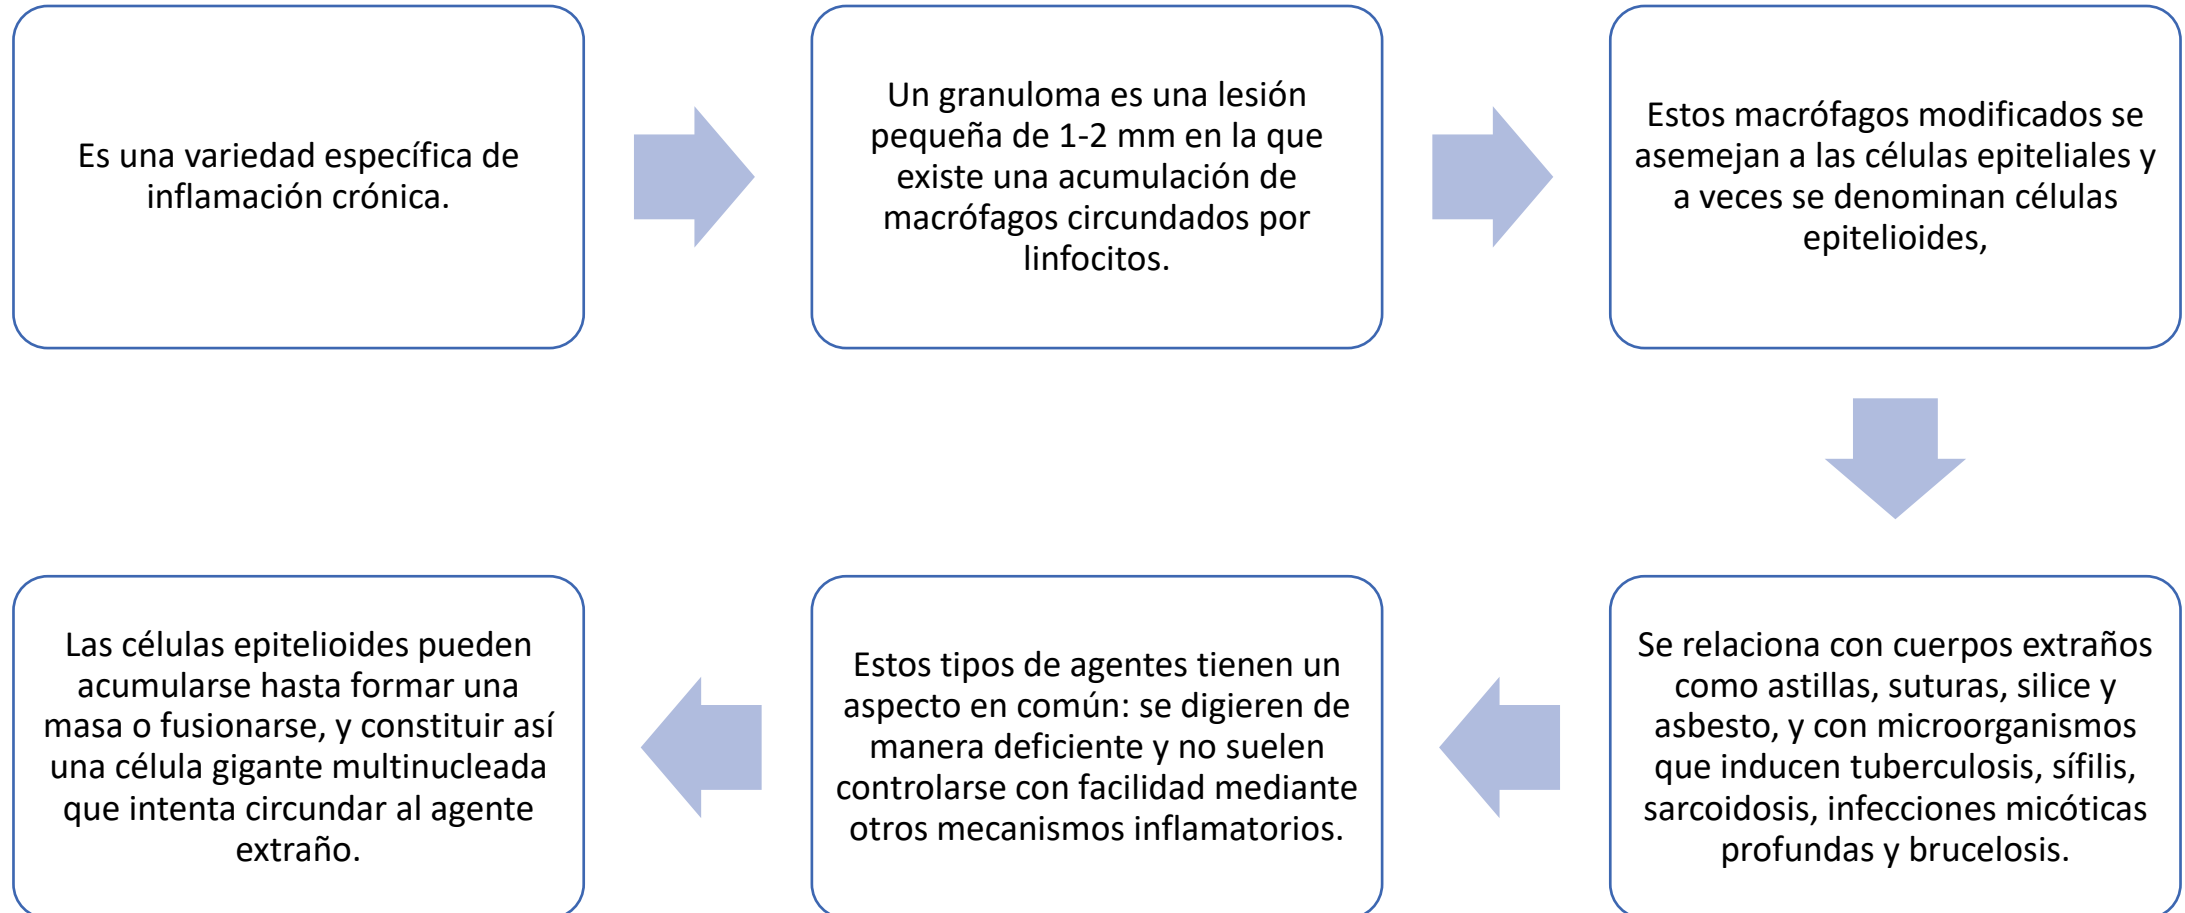 Es una variedad específica de
inflamación crónica.
Un granuloma es una lesión
pequeña de 1-2 mm en la que
existe una acumulación de
macrófagos circundados por
linfocitos.
Estos macrófagos modificados se
asemejan a las células epiteliales y
a veces se denominan células
epitelioides,
Se relaciona con cuerpos extraños
como astillas, suturas, silice y
asbesto, y con microorganismos
que inducen tuberculosis, sífilis,
sarcoidosis, infecciones micóticas
profundas y brucelosis.
Estos tipos de agentes tienen un
aspecto en común: se digieren de
manera deficiente y no suelen
controlarse con facilidad mediante
otros mecanismos inflamatorios.
Las células epitelioides pueden
acumularse hasta formar una
masa o fusionarse, y constituir así
una célula gigante multinucleada
que intenta circundar al agente
extraño.